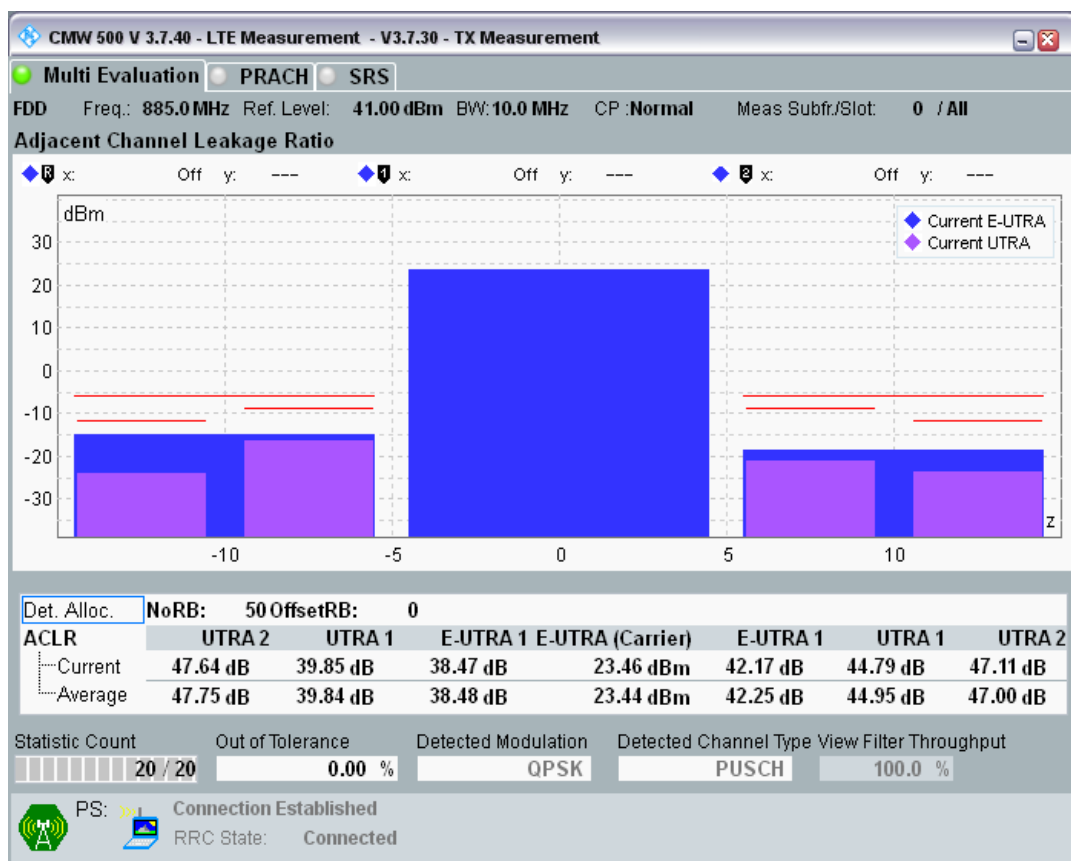 CMW 500 V 3.7.40 - LTE Measurement - V3.7.30 - TX Measurement
Multi Evaluation PRACH SRS
FDD Freq.: 885.0 MHz Ref. Level: 41.00 dBm BW: 10.0 MHz CP :Normal Meas Subfr./Slot: 0 / All
Adjacent Channel Leakage Ratio
R x: Off y: --- 1 x: Off y: --- 2 x: Off y: ---
dBm
Current E-UTRA
Current UTRA
30
20
10
0
-10
-20
-30
z
-10 -5 0 5 10
Det. Alloc. NoRB: 50 OffsetRB: 0
ACLR UTRA 2 UTRA 1 E-UTRA 1 E-UTRA (Carrier) E-UTRA 1 UTRA 1 UTRA 2
Current 47.64 dB 39.85 dB 38.47 dB 23.46 dBm 42.17 dB 44.79 dB 47.11 dB
Average 47.75 dB 39.84 dB 38.48 dB 23.44 dBm 42.25 dB 44.95 dB 47.00 dB
Statistic Count Out of Tolerance Detected Modulation Detected Channel Type View Filter Throughput
20 / 20 0.00 % QPSK PUSCH 100.0 %
PS: Connection Established
RRC State: Connected